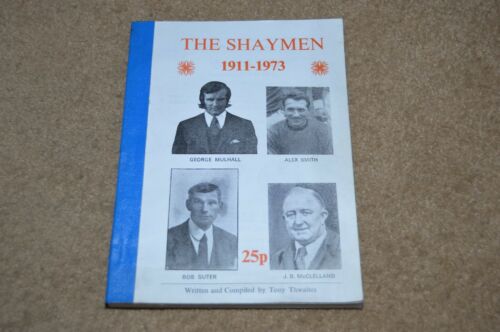 THE SHAYMEN
1911-1973
GEORGE MULHALL
ALEX SMITH
BOB SUTER
25p
J. B. McCLELLAND
Written and Compiled by Tony Thwaites